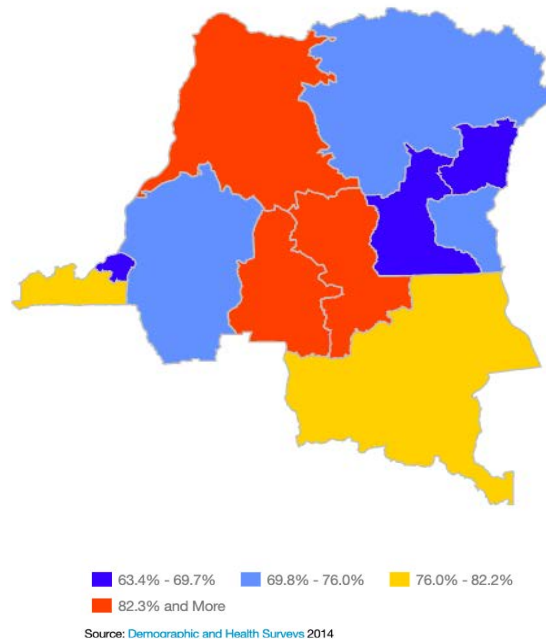 63.4% - 69.7% 69.8% - 76.0% 76.0% - 82.2%
82.3% and More
Source: Demographic and Health Surveys 2014